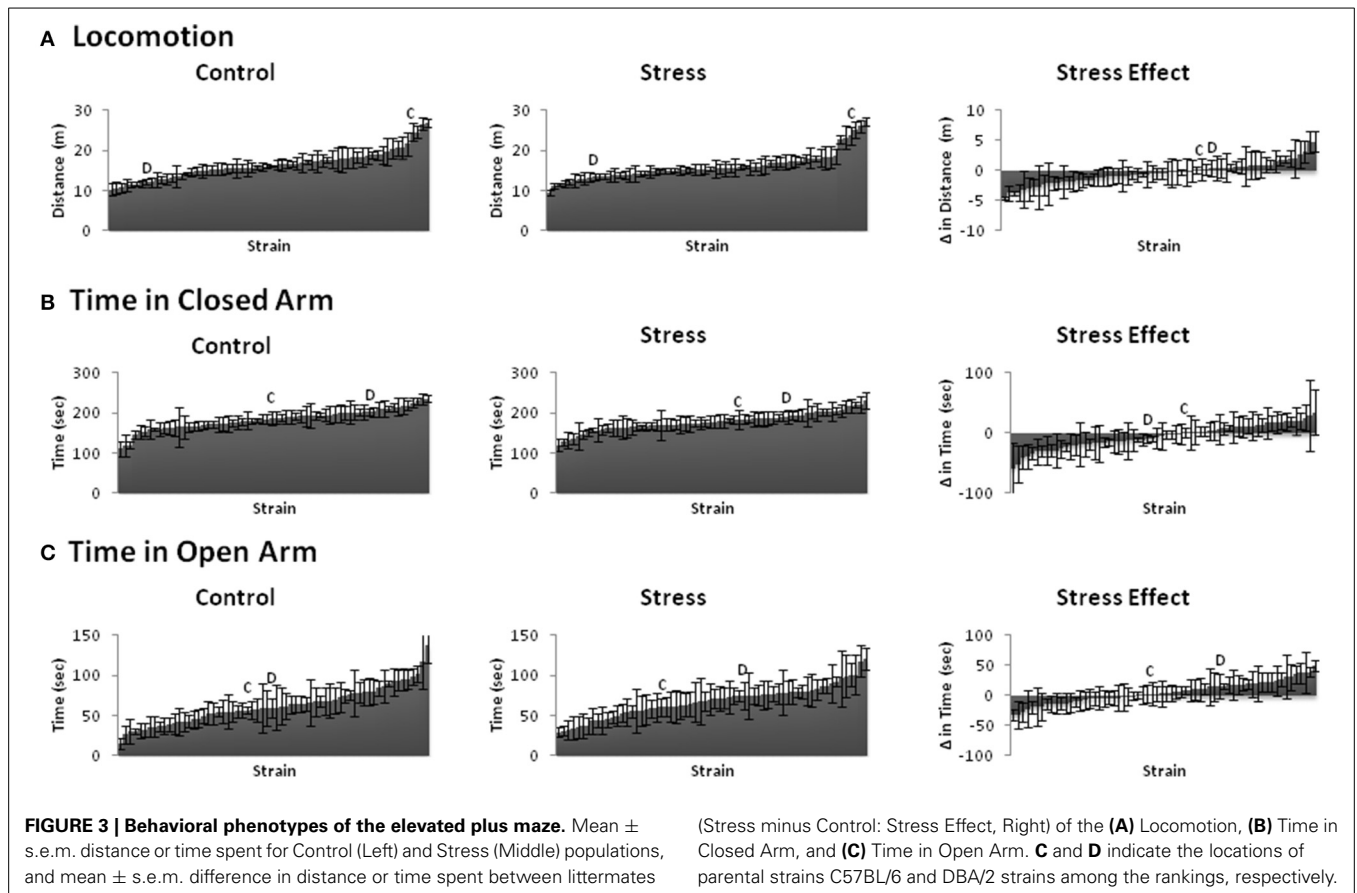 A Locomotion
Control
Stress
Stress Effect
30
20
10
0
Distance (m)
D
C
Strain
30
20
10
0
Distance (m)
D
C
Strain
10
5
0
-5
-10
Δ in Distance (m)
C D
Strain
B Time in Closed Arm
Control
Stress
Stress Effect
300
200
100
0
Time (sec)
C
D
Strain
300
200
100
0
Time (sec)
C
D
Strain
100
0
-100
Δ in Time (sec)
D
C
Strain
C Time in Open Arm
Control
Stress
Stress Effect
150
100
50
0
Time (sec)
C
D
Strain
150
100
50
0
Time (sec)
C
D
Strain
100
50
0
-50
-100
Δ in Time (sec)
C
D
Strain
FIGURE 3 | Behavioral phenotypes of the elevated plus maze. Mean ±
s.e.m. distance or time spent for Control (Left) and Stress (Middle) populations,
and mean ± s.e.m. difference in distance or time spent between littermates
(Stress minus Control: Stress Effect, Right) of the (A) Locomotion, (B) Time in
Closed Arm, and (C) Time in Open Arm. C and D indicate the locations of
parental strains C57BL/6 and DBA/2 strains among the rankings, respectively.